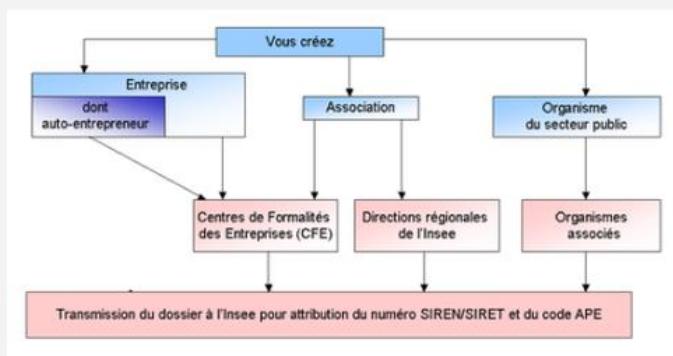 Vous créez
Entreprise
dont
auto-entrepreneur
Association
Organisme
du secteur public
Centres de Formalités
des Entreprises (CFE)
Directions régionales
de l'Insee
Organismes
associés
Transmission du dossier à l'Insee pour attribution du numéro SIREN/SIRET et du code APE